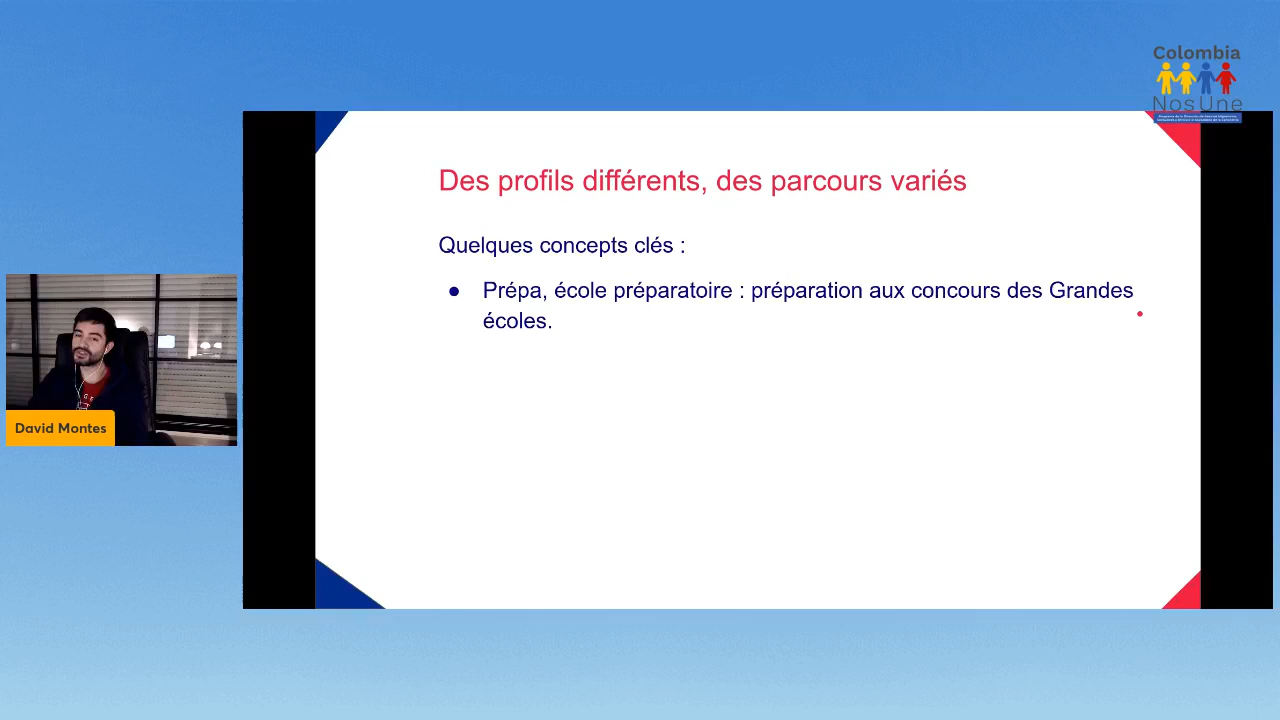 Colombia
NosUne
Des profils différents, des parcours variés
Quelques concepts clés :
● Prépa, école préparatoire : préparation aux concours des Grandes
écoles.
David Montes